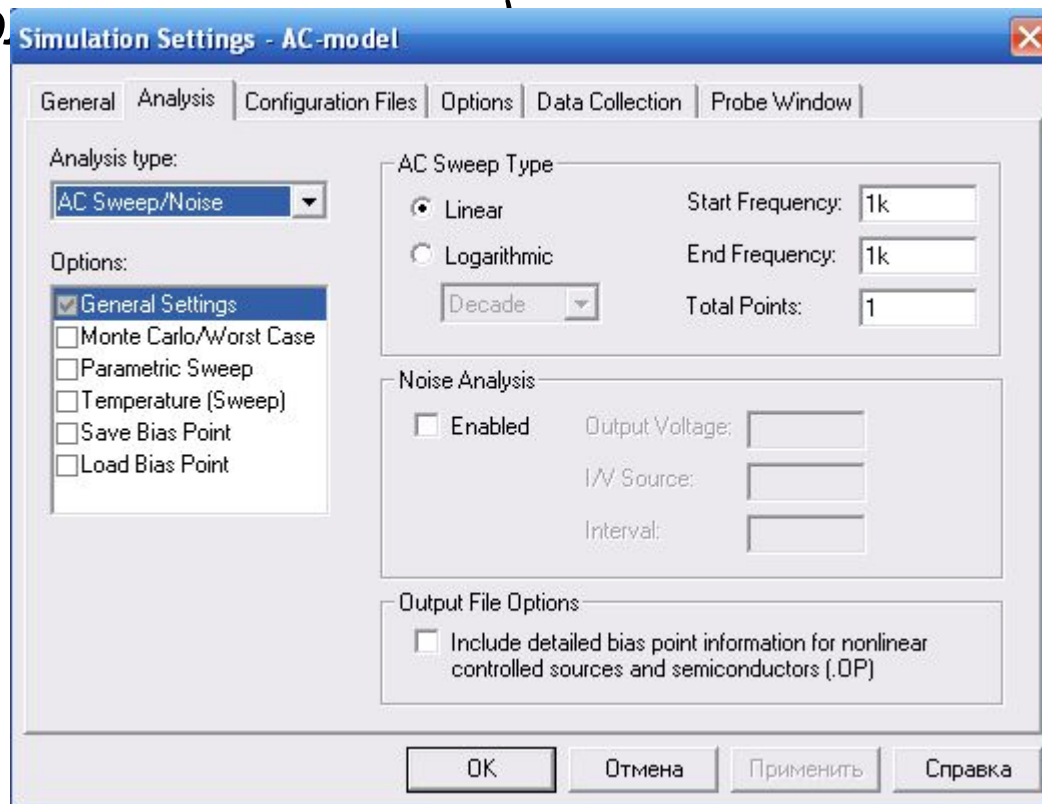 Simulation Settings - AC-model
General Analysis Configuration Files Options Data Collection Probe Window
Analysis type:
AC Sweep/Noise
Options:
General Settings
Monte Carlo/Worst Case
Parametric Sweep
Temperature (Sweep)
Save Bias Point
Load Bias Point
AC Sweep Type
Linear
Logarithmic
Decade
Start Frequency: 1k
End Frequency: 1k
Total Points: 1
Noise Analysis
Enabled
Output Voltage:
I/V Source:
Interval:
Output File Options
Include detailed bias point information for nonlinear
controlled sources and semiconductors (.OP)
OK Отмена Применить Справка